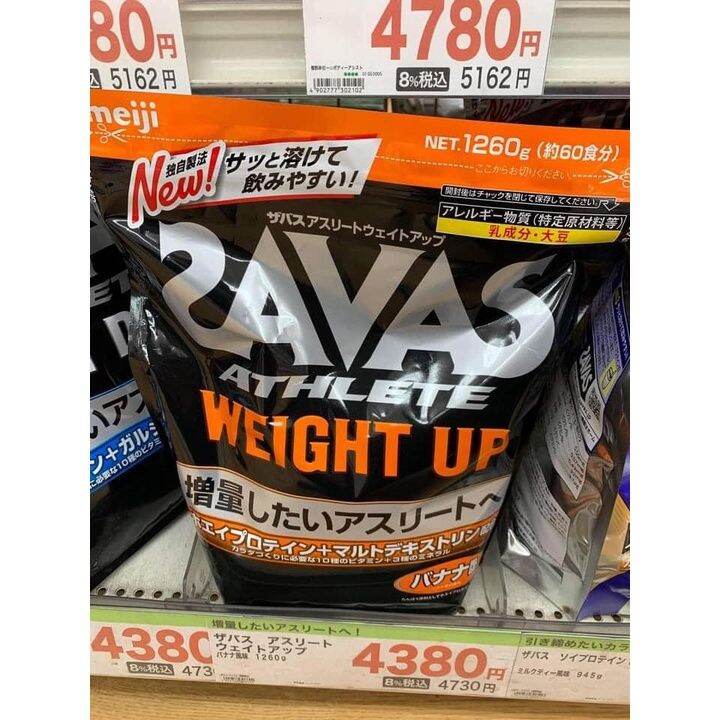 780円
税込 5162円
4780円
8%税込 5162円
4902777302102
meiji
NET.1260g (約60食分)
ここからお切りください
New!
独自製法
サッと溶けて
飲みやすい!
開封後はチャックを閉じて保存してください。
アレルギー物質(特定原材料等)
乳成分・大豆
ザバス アスリートウェイトアップ
SAVAS
ATHLETE
WEIGHT UP
増量したいアスリートへ
ホエイプロテイン+マルトデキストリン
カラダづくりに必要な10種のビタミン+3種のミネラル
バナナ
SAVAS
たいアス
ン+ガル
に必要な10種のビタミ
増量したいアスリートへ!
4380
8%税込 473
ザバス アスリート
ウェイトアップ
バナナ風味 1260g
4380円
8%税込 4730円
引き締めたいカラ
ザバス ソイプロテイン
ミルクティー風味 945g